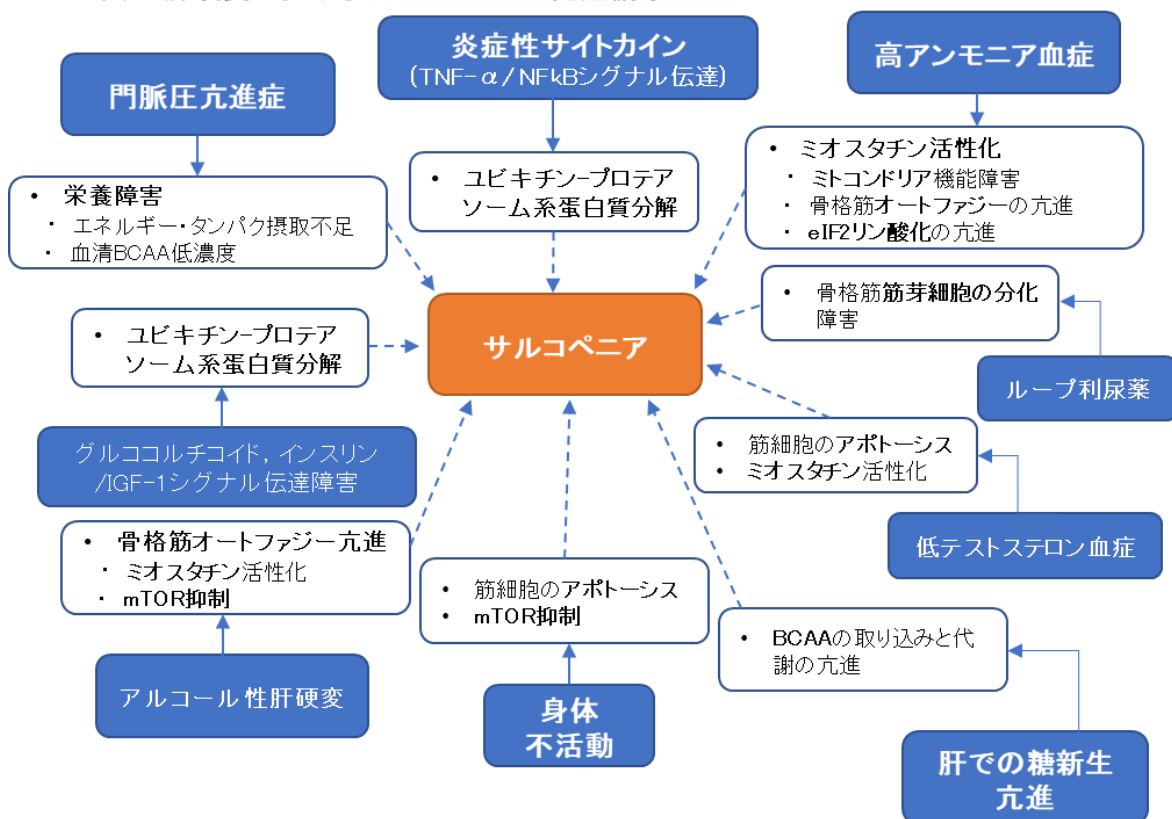 炎症性サイトカイン
(TNF-α/NFkBシグナル伝達)
高アンモニア血症
門脈圧亢進症
• ミオスタチン活性化
・ ミトコンドリア機能障害
・ 骨格筋オートファジーの亢進
・ eIF2リン酸化の亢進
• ユビキチン-プロテア
ソーム系蛋白質分解
• 栄養障害
・ エネルギー・タンパク摂取不足
・ 血清BCAA低濃度
• 骨格筋筋芽細胞の分化
障害
• ユビキチン-プロテア
ソーム系蛋白質分解
サルコペニア
ループ利尿薬
グルココルチコイド, インスリン
/IGF-1シグナル伝達障害
• 筋細胞のアポトーシス
• ミオスタチン活性化
• 骨格筋オートファジー亢進
・ ミオスタチン活性化
・ mTOR抑制
低テストステロン血症
• 筋細胞のアポトーシス
• mTOR抑制
• BCAAの取り込みと代
謝の亢進
アルコール性肝硬変
身体
不活動
肝での糖新生
亢進